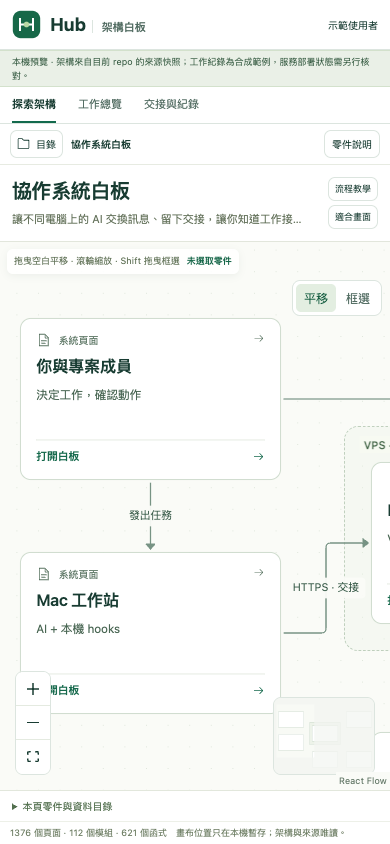 Hub 架構白板 示範使用者
本機預覽 · 架構來自目前 repo 的來源快照；工作紀錄為合成範例，服務部署狀態需另行核
對。
探索架構 工作總覽 交接與紀錄
目錄 協作系統白板 零件說明
協作系統白板
流程教學
讓不同電腦上的 AI 交換訊息、留下交接，讓你知道工作接...
適合畫面
拖曳空白平移 · 滾輪縮放 · Shift 拖曳框選 未選取零件
平移 框選
系統頁面
你與專案成員
決定工作，確認動作
打開白板
VPS ·
發出任務
系統頁面
Mac 工作站
HTTPS · 交接
AI + 本機 hooks
開白板
React Flow
本頁零件與資料目錄
1376 個頁面 · 112 個模組 · 621 個函式 畫布位置只在本機暫存；架構與來源唯讀。